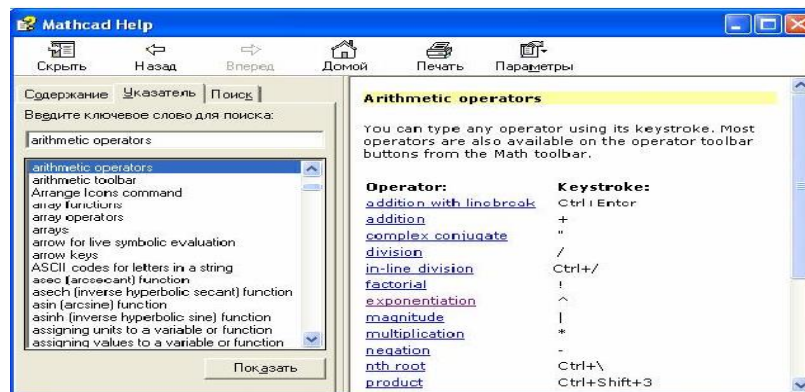 Mathcad Help
Скрыть Назад Вперед Домой Печать Параметры
Содержание Указатель Поиск
Введите ключевое слово для поиска:
arithmetic operators
arithmetic operators
arithmetic toolbar
Arrange Icons command
array functions
array operators
arrays
arrow for live symbolic evaluation
arrow keys
ASCII codes for letters in a string
asec (arcsecant) function
asech (inverse hyperbolic secant) function
asin (arcsine) function
asinh (inverse hyperbolic sine) function
assigning units to a variable or function
assigning values to a variable or function
Показать
Arithmetic operators
You can type any operator using its keystroke. Most
operators are also available on the operator toolbar
buttons from the Math toolbar.
Operator: Keystroke:
addition with linebreak Ctrl+Enter
addition +
complex conjugate "
division /
in-line division Ctrl+/
factorial !
exponentiation ^
magnitude |
multiplication *
negation -
nth root Ctrl+\
product Ctrl+Shift+3